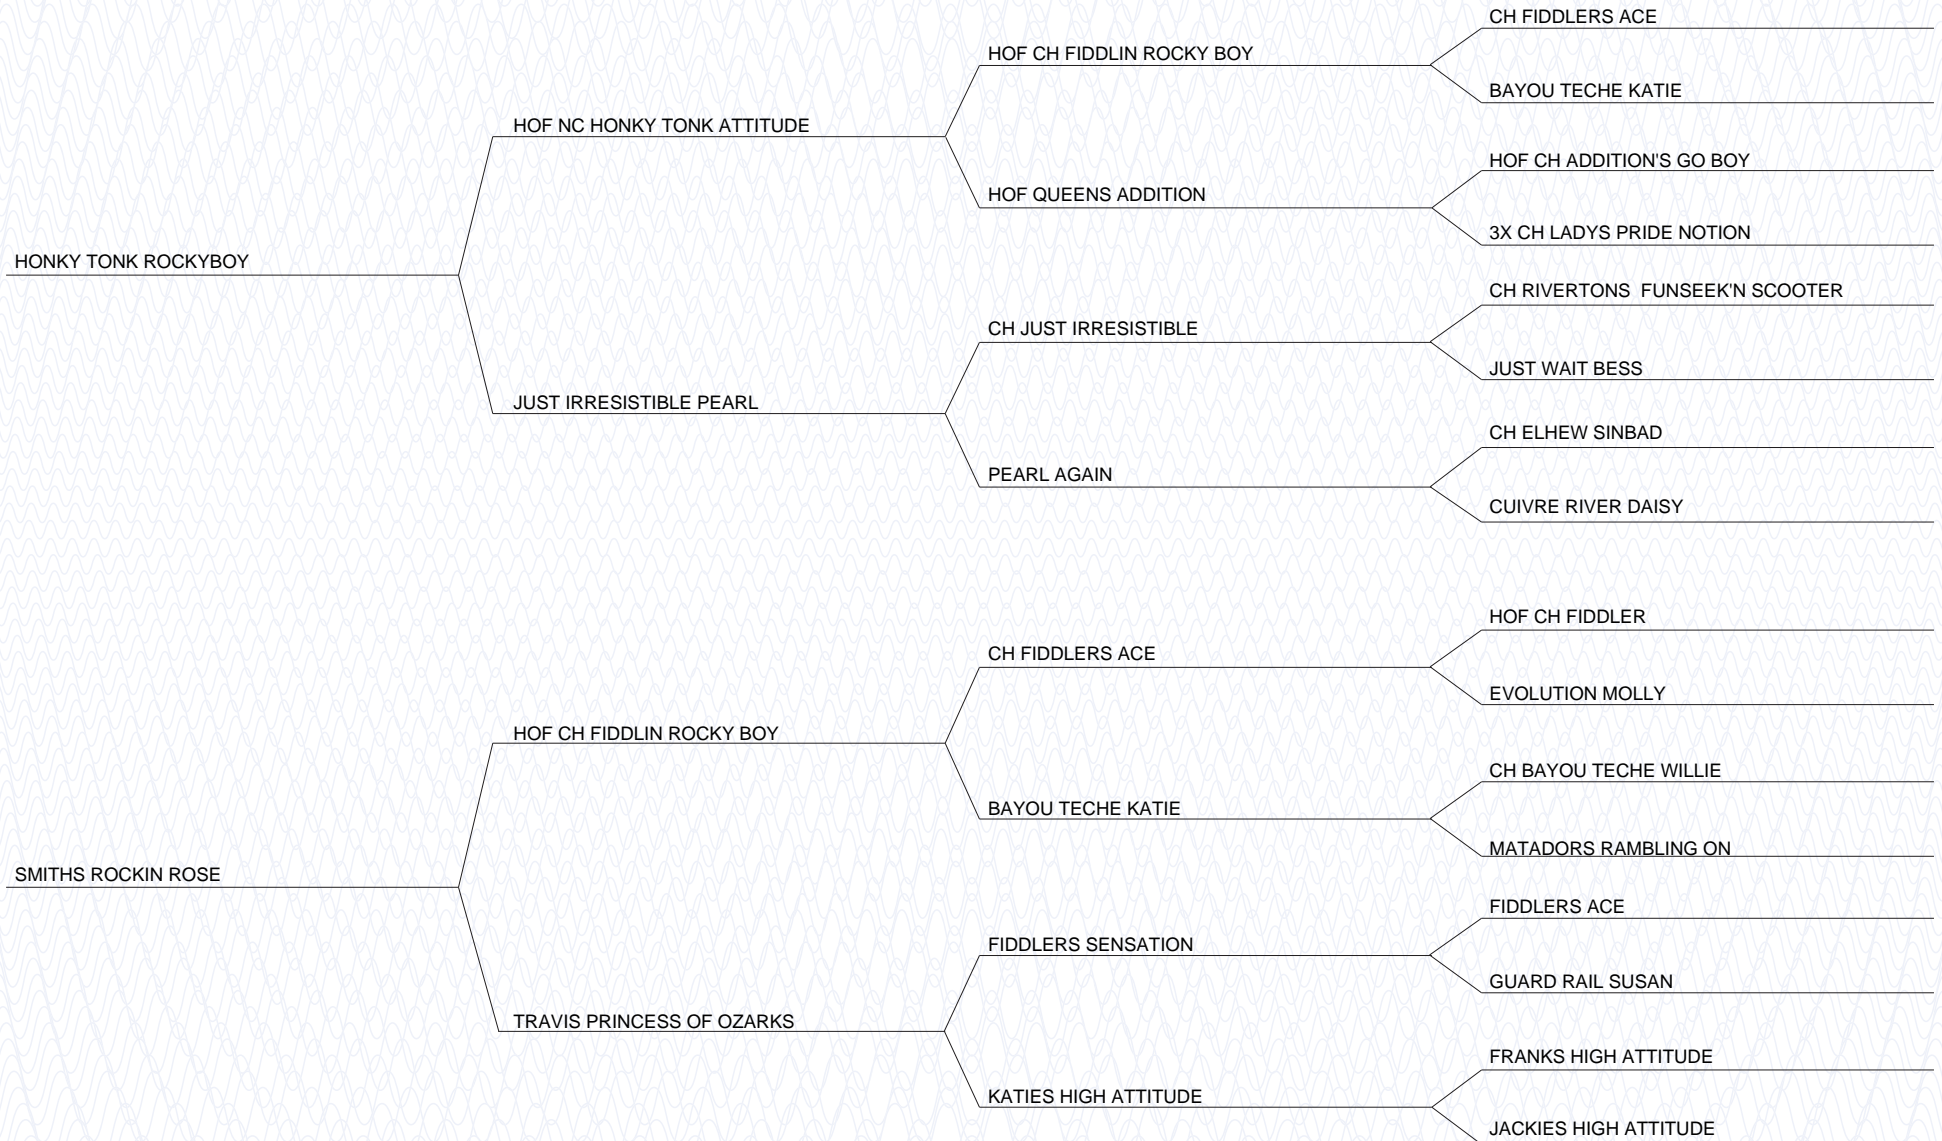 CH FIDDLERS ACE
HOF CH FIDDLIN ROCKY BOY
BAYOU TECHE KATIE
HOF NC HONKY TONK ATTITUDE
HOF CH ADDITION'S GO BOY
HOF QUEENS ADDITION
3X CH LADYS PRIDE NOTION
HONKY TONK ROCKYBOY
CH RIVERTONS  FUNSEEK'N SCOOTER
CH JUST IRRESISTIBLE
JUST WAIT BESS
JUST IRRESISTIBLE PEARL
CH ELHEW SINBAD
PEARL AGAIN
CUIVRE RIVER DAISY
HOF CH FIDDLER
CH FIDDLERS ACE
EVOLUTION MOLLY
HOF CH FIDDLIN ROCKY BOY
CH BAYOU TECHE WILLIE
BAYOU TECHE KATIE
MATADORS RAMBLING ON
SMITHS ROCKIN ROSE
FIDDLERS ACE
FIDDLERS SENSATION
GUARD RAIL SUSAN
TRAVIS PRINCESS OF OZARKS
FRANKS HIGH ATTITUDE
KATIES HIGH ATTITUDE
JACKIES HIGH ATTITUDE